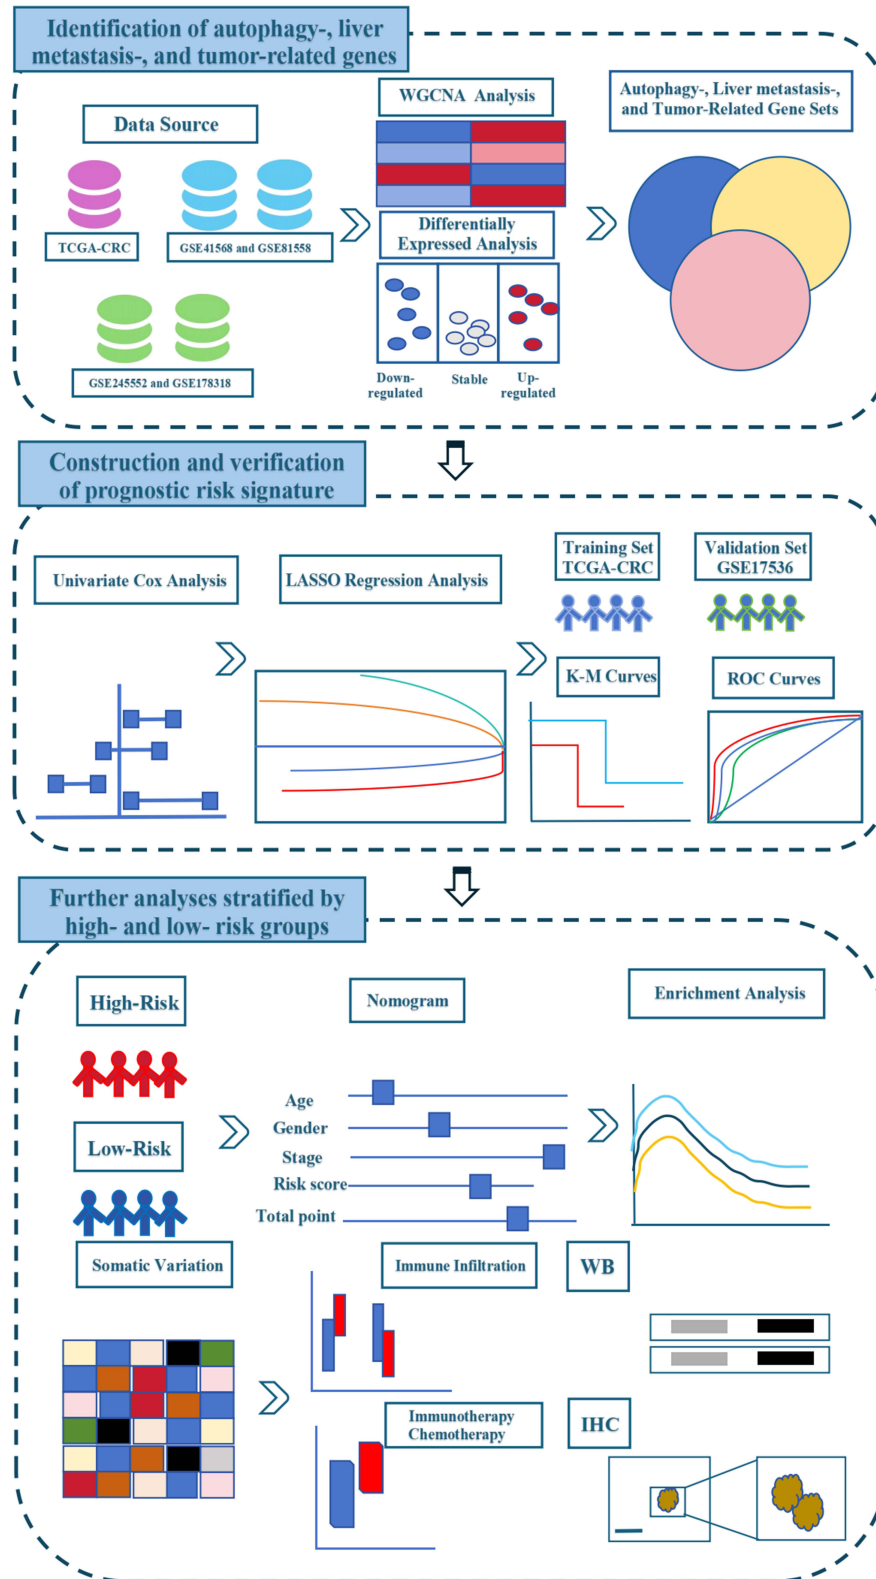 Identification of autophagy-, liver
metastasis-, and tumor-related genes
Data Source
TCGA-CRC
GSE41568 and GSE81558
GSE245552 and GSE178318
WGCNA Analysis
Differentially
Expressed Analysis
Down-
regulated
Stable
Up-
regulated
Autophagy-, Liver metastasis-,
and Tumor-Related Gene Sets
Construction and verification
of prognostic risk signature
Univariate Cox Analysis
LASSO Regression Analysis
Training Set
TCGA-CRC
Validation Set
GSE17536
K-M Curves
ROC Curves
Further analyses stratified by
high- and low- risk groups
High-Risk
Low-Risk
Nomogram
Age
Gender
Stage
Risk score
Total point
Enrichment Analysis
Somatic Variation
Immune Infiltration
WB
Immunotherapy
Chemotherapy
IHC